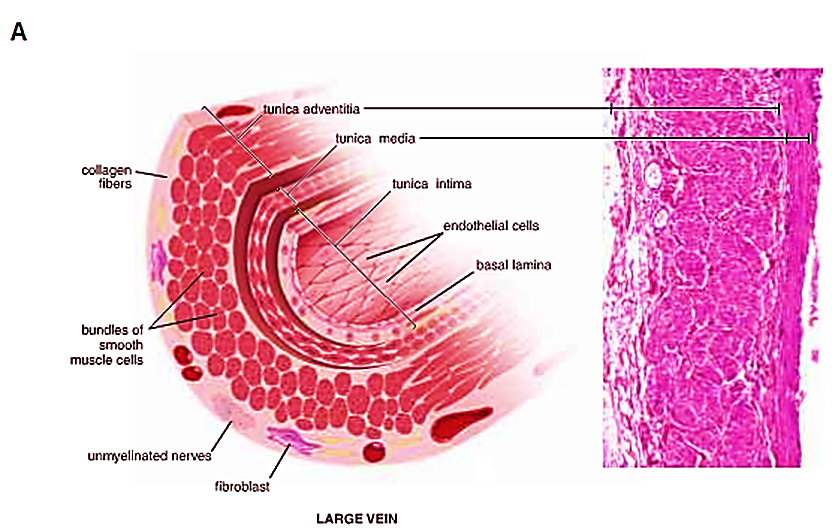 A
tunica adventitia
tunica media
tunica intima
collagen
fibers
endothelial cells
basal lamina
bundles of
smooth
muscle cells
unmyelinated nerves
fibroblast
LARGE VEIN